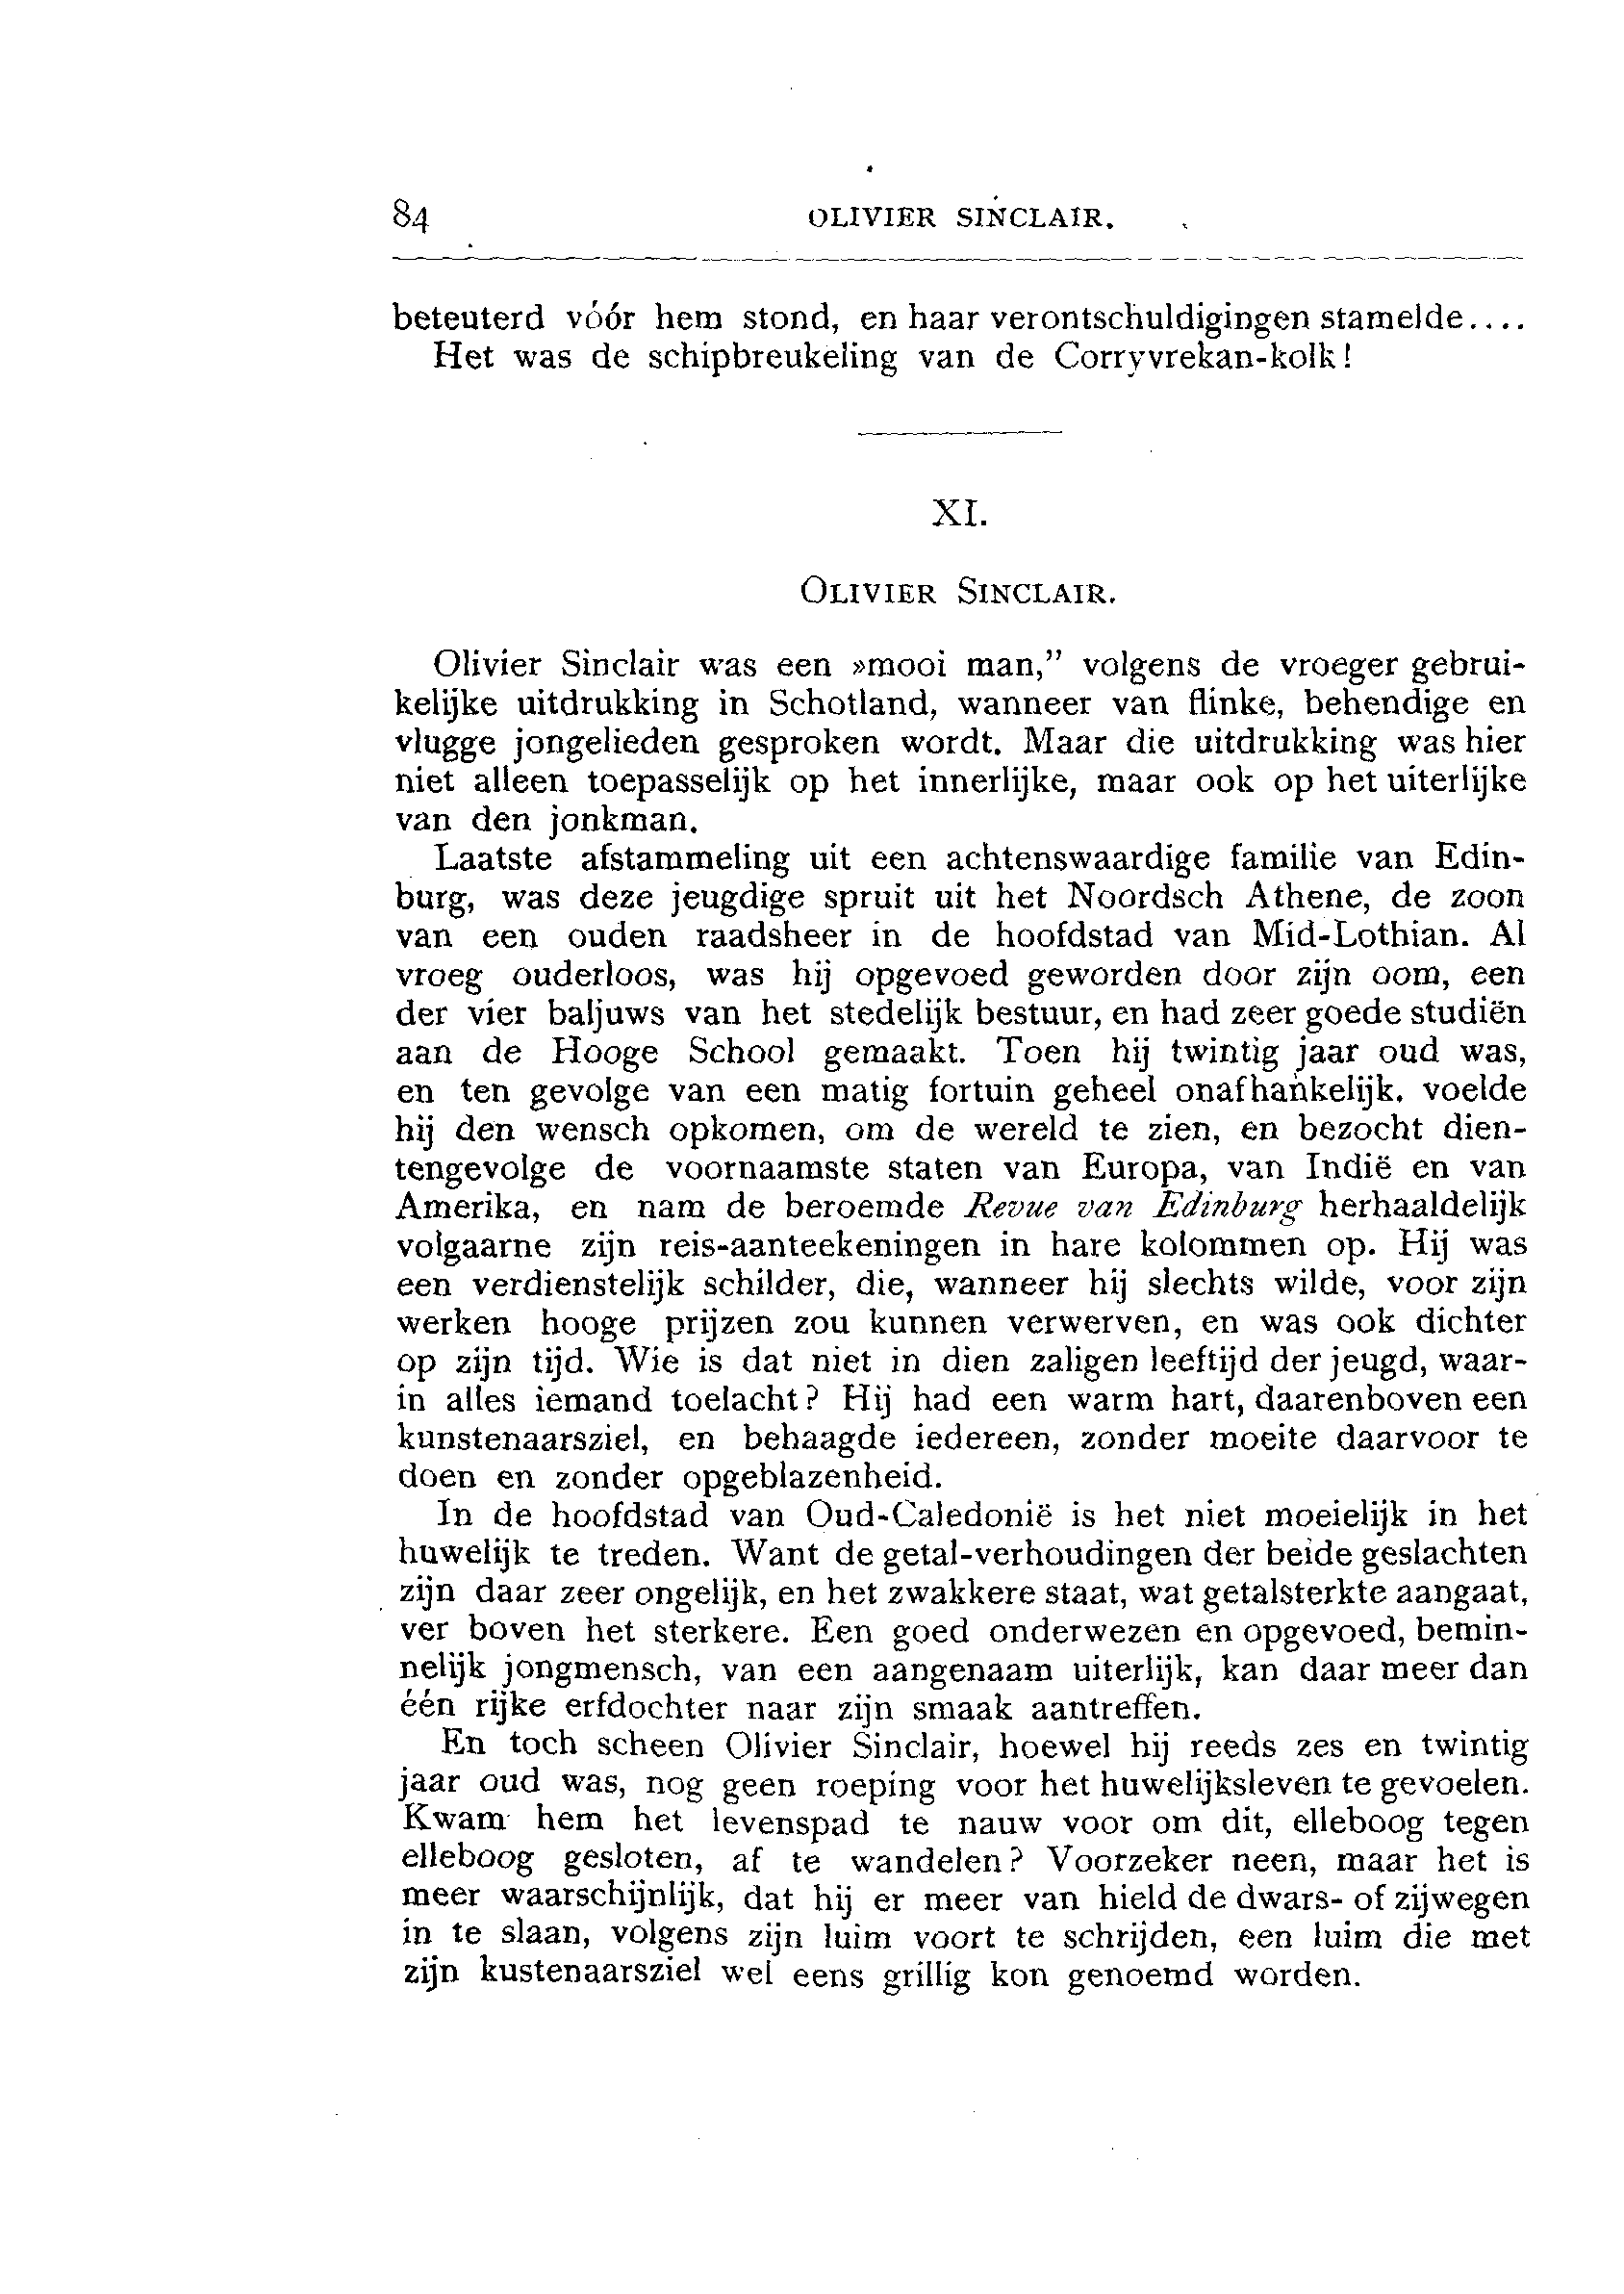 84 OLIVIER SINCLAIR.
beteuterd vóór hem stond, en haar verontschuldigingen stamelde....
Het was de schipbreukeling van de Corryvrekan-kolk!
XI.
OLIVIER SINCLAIR.
Olivier Sinclair was een »mooi man,” volgens de vroeger gebrui-
kelijke uitdrukking in Schotland, wanneer van flinke, behendige en
vlugge jongelieden gesproken wordt. Maar die uitdrukking was hier
niet alleen toepasselijk op het innerlijke, maar ook op het uiterlijke
van den jonkman.
Laatste afstammeling uit een achtenswaardige familie van Edin-
burg, was deze jeugdige spruit uit het Noordsch Athene, de zoon
van een ouden raadsheer in de hoofdstad van Mid-Lothian. Al
vroeg ouderloos, was hij opgevoed geworden door zijn oom, een
der vier baljuws van het stedelijk bestuur, en had zeer goede studiën
aan de Hooge School gemaakt. Toen hij twintig jaar oud was,
en ten gevolge van een matig fortuin geheel onafhankelijk, voelde
hij den wensch opkomen, om de wereld te zien, en bezocht dien-
tengevolge de voornaamste staten van Europa, van Indië en van
Amerika, en nam de beroemde Revue van Edinburg herhaaldelijk
volgaarne zijn reis-aanteekeningen in hare kolommen op. Hij was
een verdienstelijk schilder, die, wanneer hij slechts wilde, voor zijn
werken hooge prijzen zou kunnen verwerven, en was ook dichter
op zijn tijd. Wie is dat niet in dien zaligen leeftijd der jeugd, waar-
in alles iemand toelacht? Hij had een warm hart, daarenboven een
kunstenaarsziel, en behaagde iedereen, zonder moeite daarvoor te
doen en zonder opgeblazenheid.
In de hoofdstad van Oud-Caledonië is het niet moeielijk in het
huwelijk te treden. Want de getal-verhoudingen der beide geslachten
zijn daar zeer ongelijk, en het zwakkere staat, wat getalsterkte aangaat,
ver boven het sterkere. Een goed onderwezen en opgevoed, bemin-
nelijk jongmensch, van een aangenaam uiterlijk, kan daar meer dan
één rijke erfdochter naar zijn smaak aantreffen.
En toch scheen Olivier Sinclair, hoewel hij reeds zes en twintig
jaar oud was, nog geen roeping voor het huwelijksleven te gevoelen.
Kwam hem het levenspad te nauw voor om dit, elleboog tegen
elleboog gesloten, af te wandelen? Voorzeker neen, maar het is
meer waarschijnlijk, dat hij er meer van hield de dwars- of zijwegen
in te slaan, volgens zijn luim voort te schrijden, een luim die met
zijn kustenaarsziel wel eens grillig kon genoemd worden.